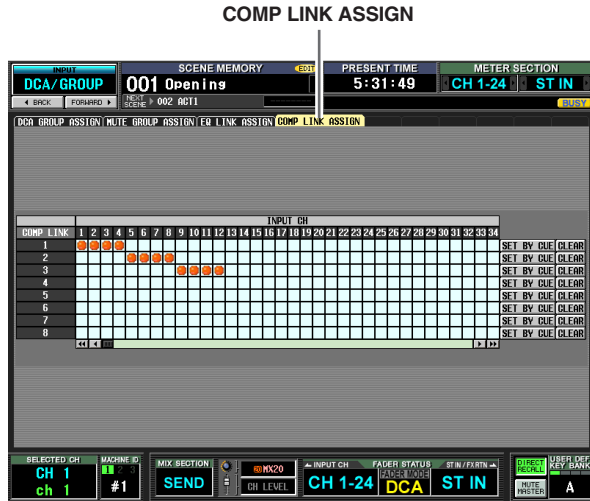 COMP LINK ASSIGN
INPUT SCENE MEMORY EDIT PRESENT TIME METER SECTION
DCA/GROUP 001 Opening 5:31:49 CH 1-24 ST IN
BACK FORWARD NEXT SCENE 002 ACT1 BUSY
DCA GROUP ASSIGN MUTE GROUP ASSIGN EQ LINK ASSIGN COMP LINK ASSIGN
INPUT CH
COMP LINK 1 2 3 4 5 6 7 8 9 10 11 12 13 14 15 16 17 18 19 20 21 22 23 24 25 26 27 28 29 30 31 32 33 34
1 SET BY CUE CLEAR
2 SET BY CUE CLEAR
3 SET BY CUE CLEAR
4 SET BY CUE CLEAR
5 SET BY CUE CLEAR
6 SET BY CUE CLEAR
7 SET BY CUE CLEAR
8 SET BY CUE CLEAR
SELECTED CH MACHINE ID MIX SECTION MX20 INPUT CH FADER STATUS ST IN/FXRTN DIRECT RECALL USER DEF KEY BANK
CH 1 1 2 3 SEND CH LEVEL CH 1-24 FADER MODE DCA ST IN MUTE MASTER A
ch 1 #1